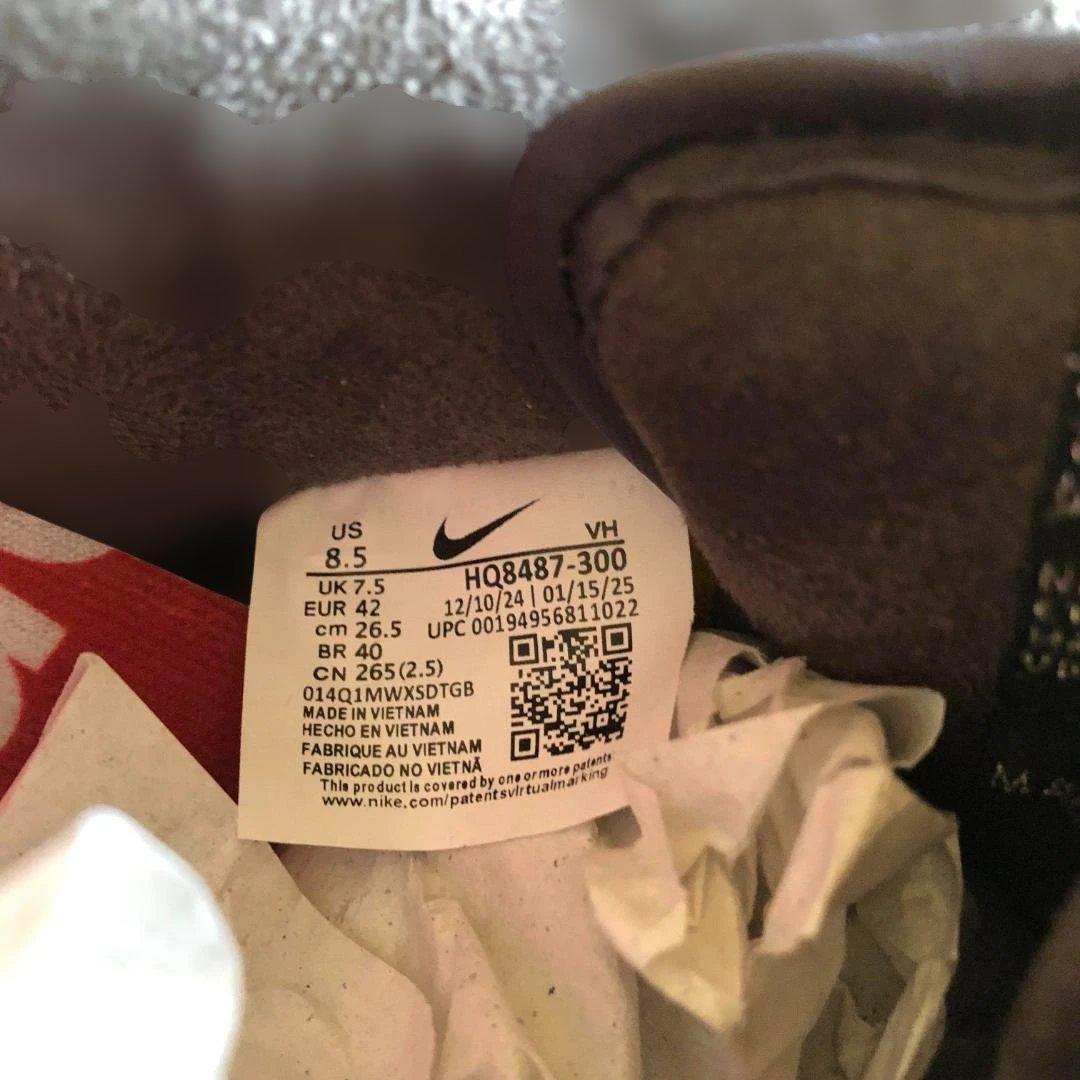 US
8.5
VH
UK 7.5
HQ8487-300
EUR 42
12/10/24 | 01/15/25
cm 26.5
UPC 00194956811022
BR 40
CN 265(2.5)
014Q1MWXSDTGB
MADE IN VIETNAM
HECHO EN VIETNAM
FABRIQUE AU VIETNAM
FABRICADO NO VIETNÃ
This product is covered by one or more patents
www.nike.com/patentsvirtualmarking